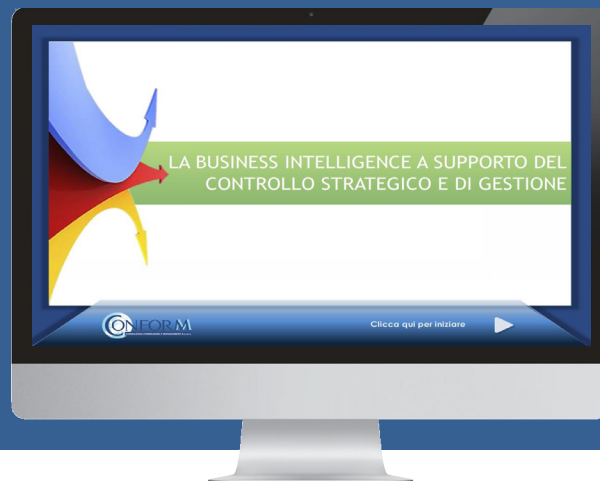 LA BUSINESS INTELLIGENCE A SUPPORTO DEL
CONTROLLO STRATEGICO E DI GESTIONE
CONFORM
Clicca qui per iniziare